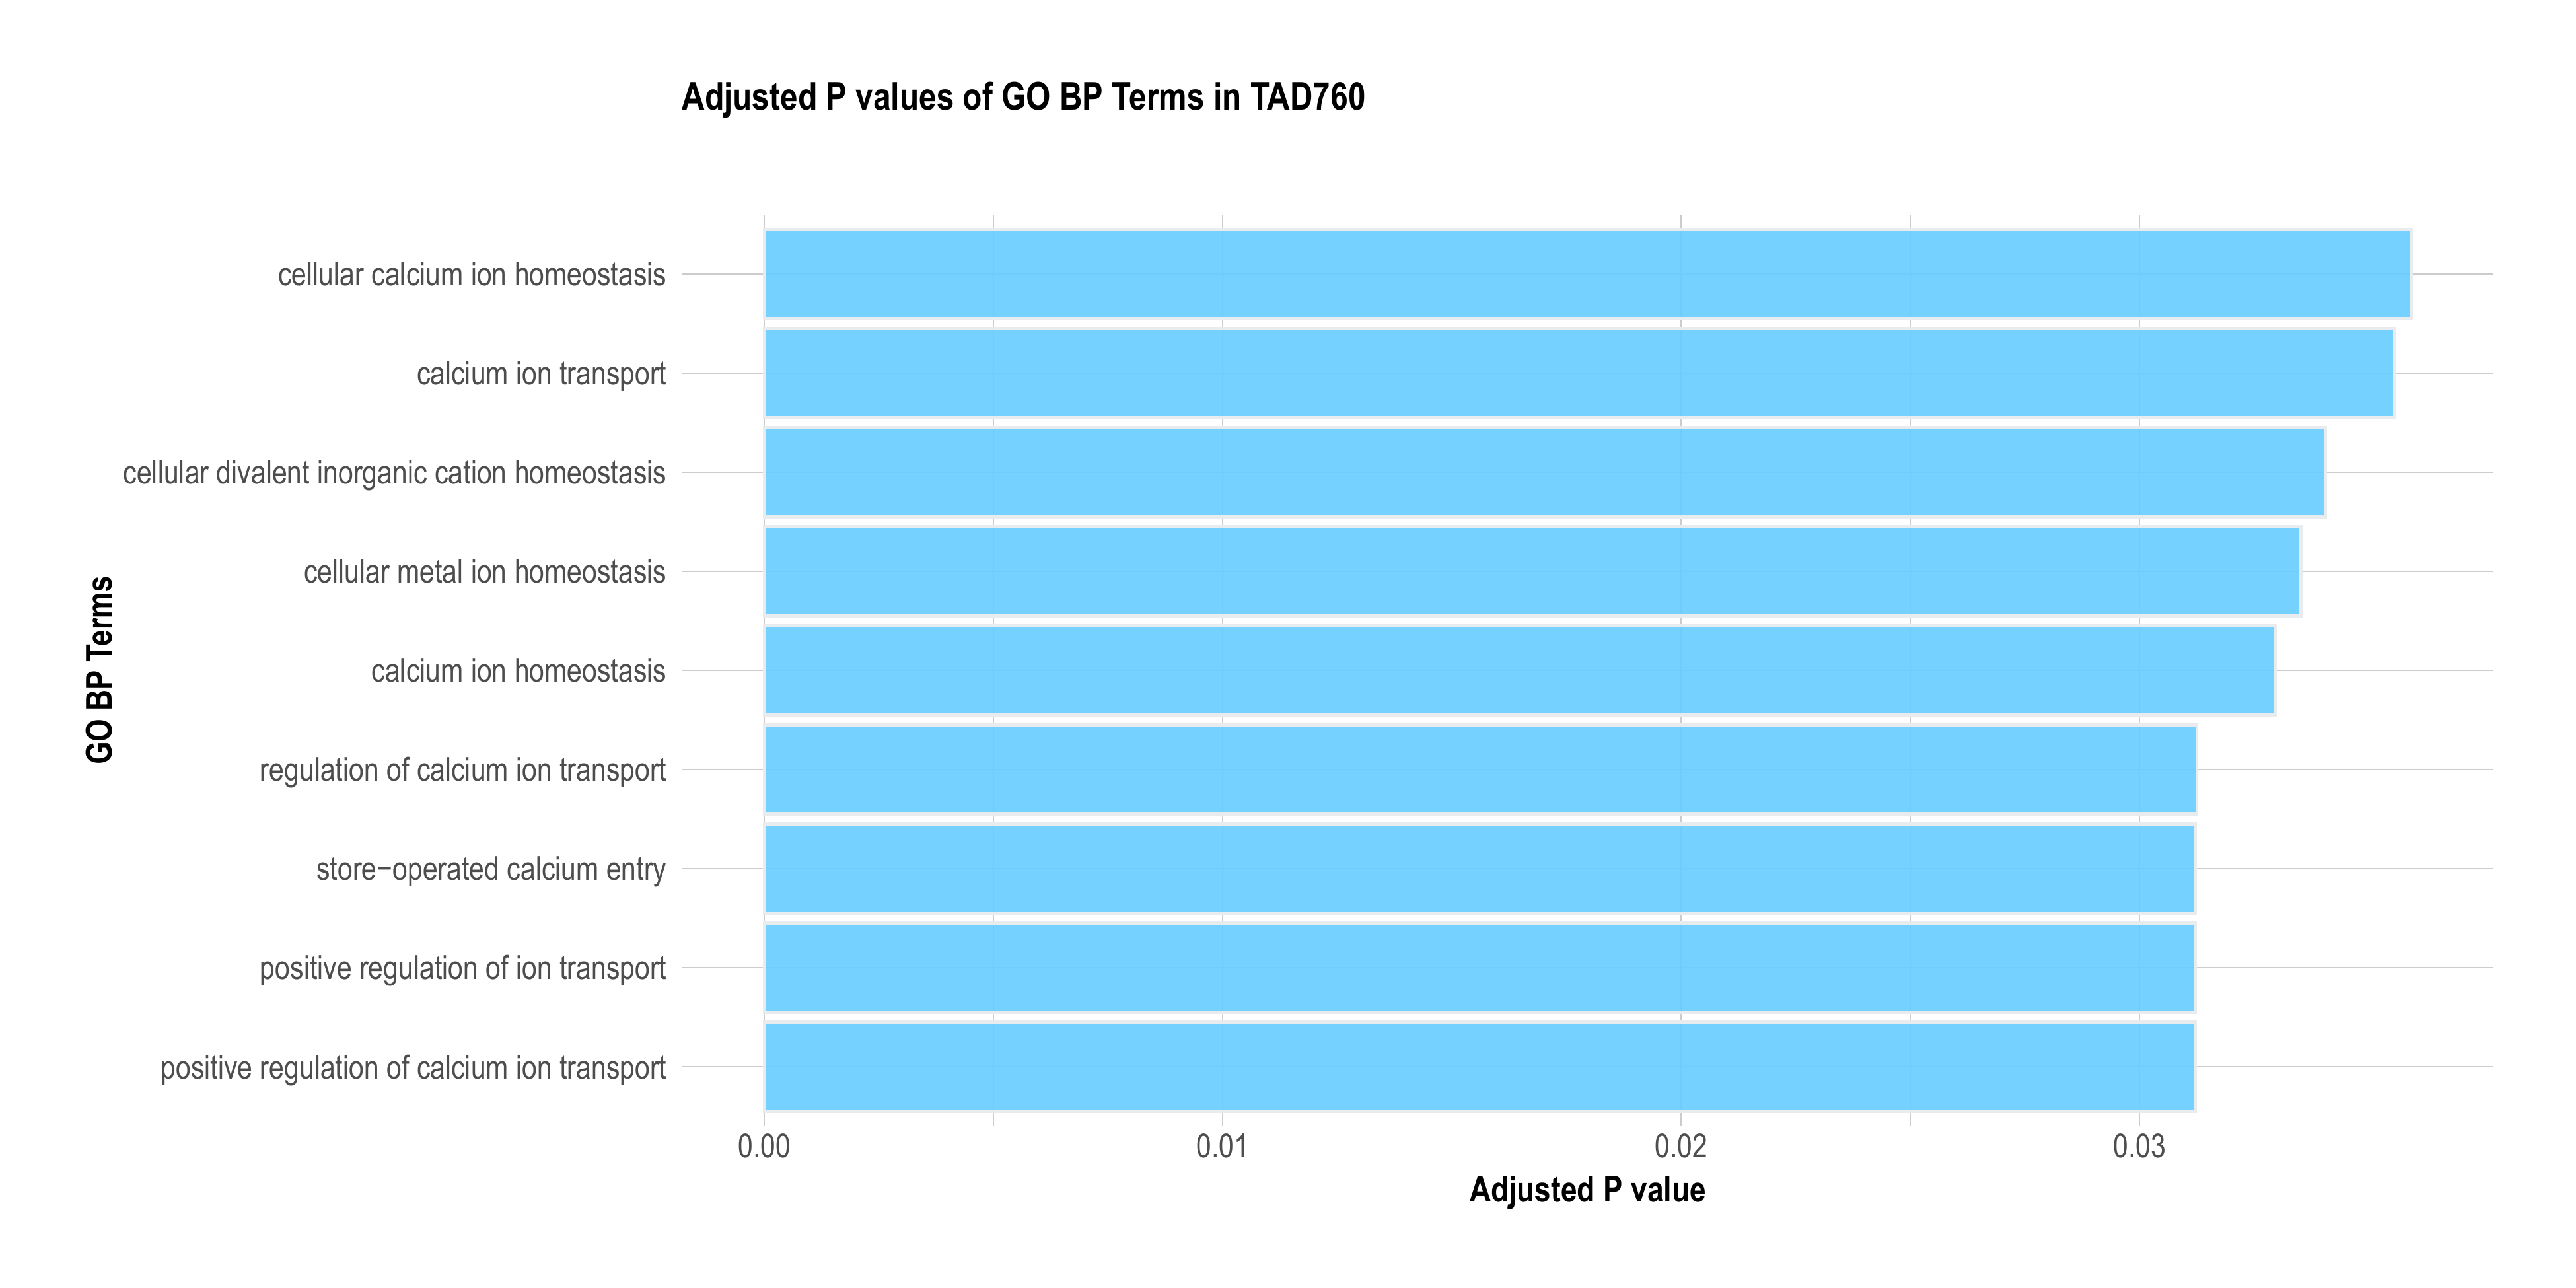 Adjusted P values of GO BP Terms in TAD760
GO BP Terms
cellular calcium ion homeostasis
calcium ion transport
cellular divalent inorganic cation homeostasis
cellular metal ion homeostasis
calcium ion homeostasis
regulation of calcium ion transport
store−operated calcium entry
positive regulation of ion transport
positive regulation of calcium ion transport
0.00 0.01 0.02 0.03
Adjusted P value